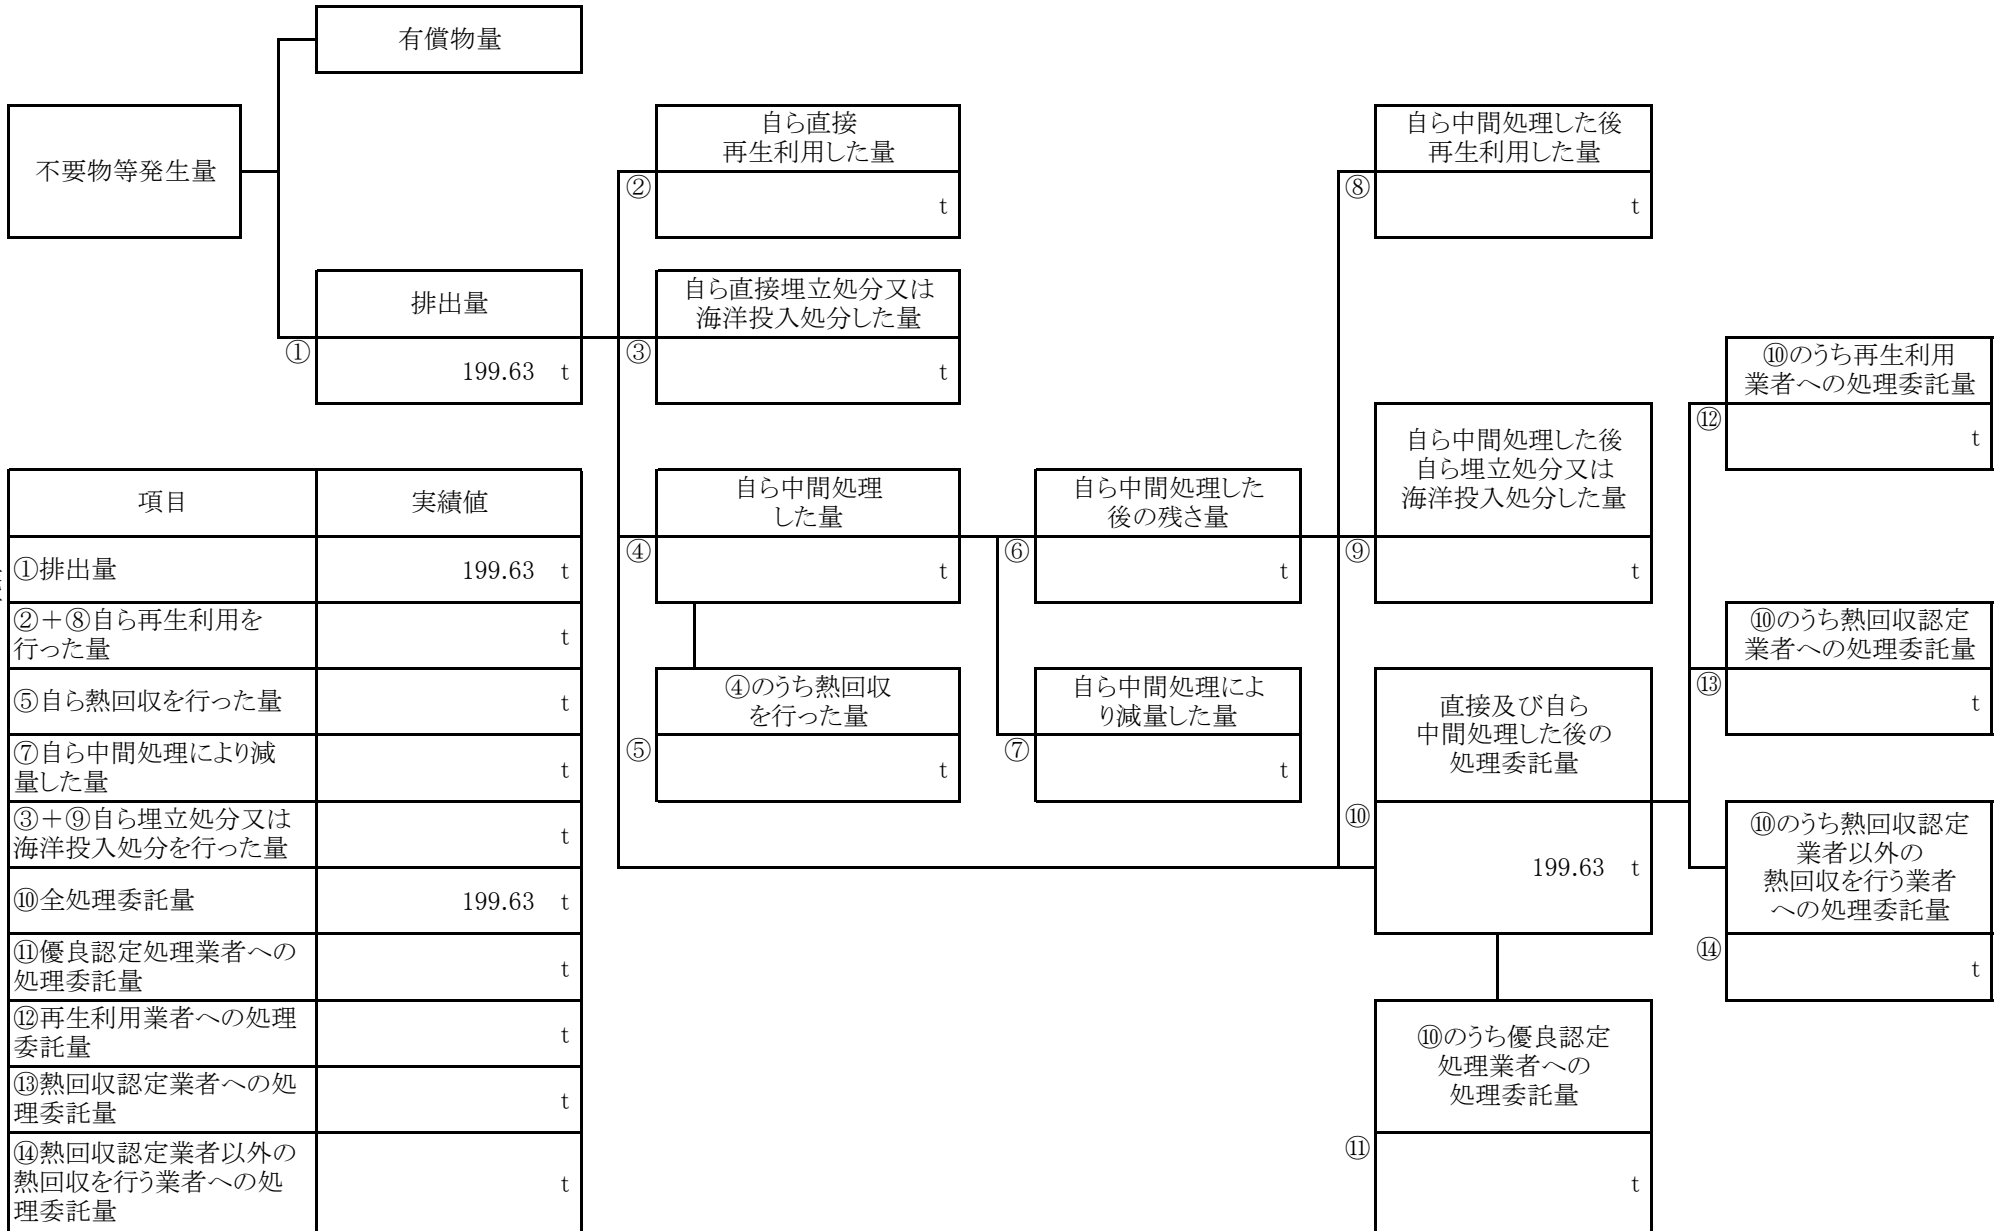 有償物量
不要物等発生量
自ら直接
再生利用した量
②
t
自ら中間処理した後
再生利用した量
⑧
t
排出量
①
199.63 t
自ら直接埋立処分又は
海洋投入処分した量
③
t
⑩のうち再生利用
業者への処理委託量
⑫
t
自ら中間処理
した量
④
t
自ら中間処理した
後の残さ量
⑥
t
自ら中間処理した後
自ら埋立処分又は
海洋投入処分した量
⑨
t
⑩のうち熱回収認定
業者への処理委託量
⑬
t
④のうち熱回収
を行った量
⑤
t
自ら中間処理によ
り減量した量
⑦
t
直接及び自ら
中間処理した後の
処理委託量
⑩
199.63 t
⑩のうち熱回収認定
業者以外の
熱回収を行う業者
への処理委託量
⑭
t
⑩のうち優良認定
処理業者への
処理委託量
⑪
t
項目 実績値
①排出量 199.63 t
②+⑧自ら再生利用を
行った量 t
⑤自ら熱回収を行った量 t
⑦自ら中間処理により減
量した量 t
③+⑨自ら埋立処分又は
海洋投入処分を行った量 t
⑩全処理委託量 199.63 t
⑪優良認定処理業者への
処理委託量 t
⑫再生利用業者への処理
委託量 t
⑬熱回収認定業者への処
理委託量 t
⑭熱回収認定業者以外の
熱回収を行う業者への処
理委託量 t